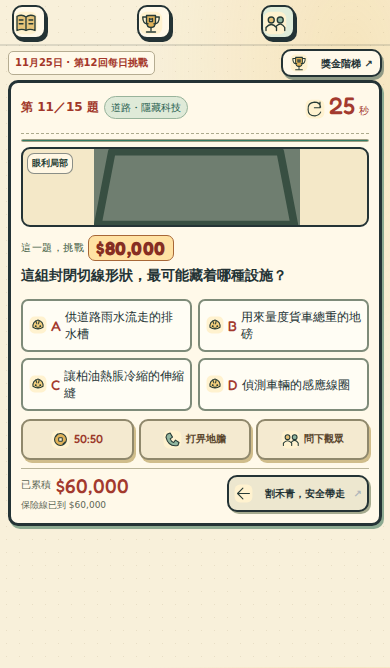 11月25日 · 第12回每日挑戰
獎金階梯 ↗
第 11／15 題
道路・隱藏科技
25 秒
眼利局部
這一題，挑戰 $80,000
這組封閉切線形狀，最可能藏着哪種設施？
A 供道路雨水流走的排水槽
B 用來量度貨車總重的地磅
C 讓柏油熱脹冷縮的伸縮縫
D 偵測車輛的感應線圈
50:50
打畀地膽
問下觀眾
已累積 $60,000
保險線已到 $60,000
割禾青，安全帶走 ↗